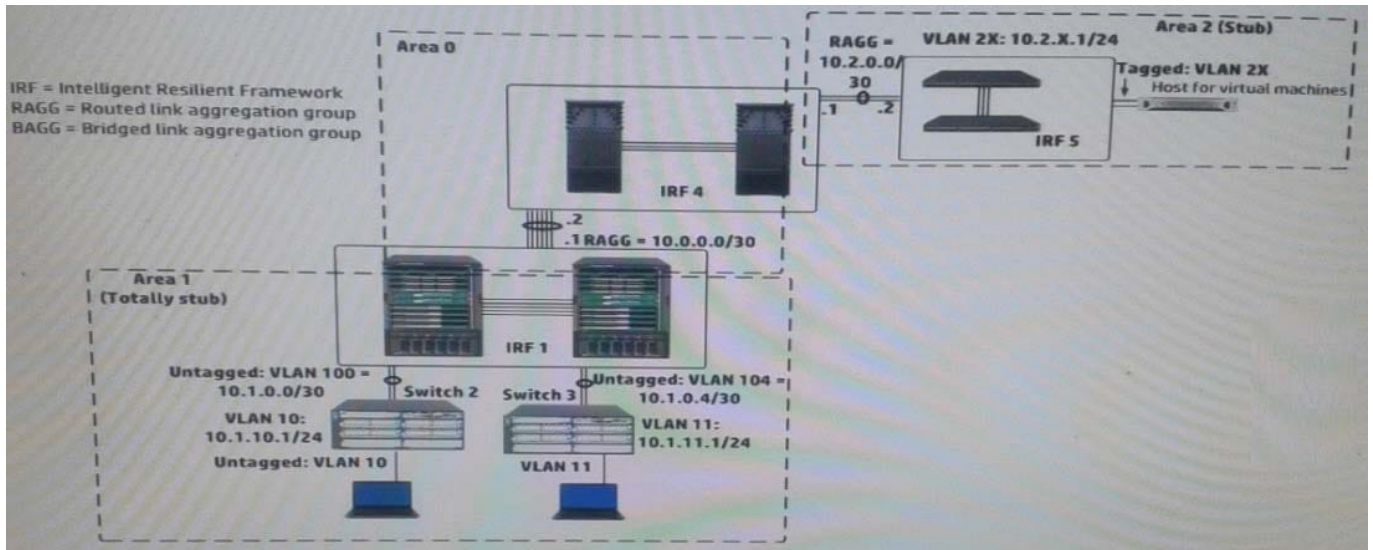 Area 0
Area 2 (Stub)
RAGG =
10.2.0.0/
30
VLAN 2X: 10.2.X.1/24
Tagged: VLAN 2X
Host for virtual machines
IRF = Intelligent Resilient Framework
RAGG = Routed link aggregation group
BAGG = Bridged link aggregation group
.1
.2
IRF 5
IRF 4
.2
.1 RAGG = 10.0.0.0/30
Area 1
(Totally stub)
IRF 1
Untagged: VLAN 100 =
10.1.0.0/30
Switch 2
Switch 3
Untagged: VLAN 104 =
10.1.0.4/30
VLAN 10:
10.1.10.1/24
VLAN 11:
10.1.11.1/24
Untagged: VLAN 10
VLAN 11